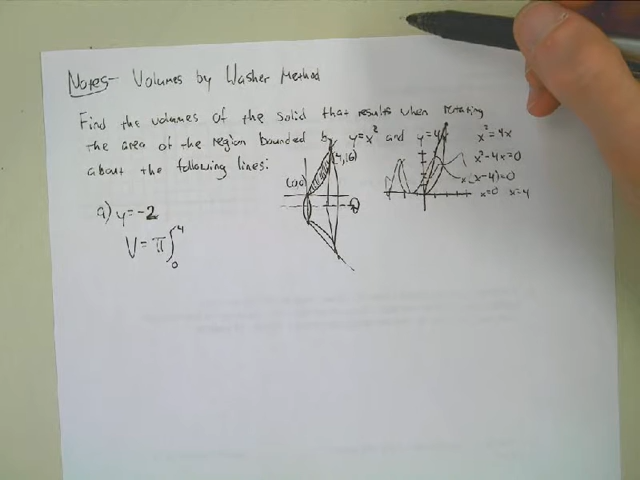 Notes- Volumes by Washer Method
Find the volumes of the solid that results when rotating
the area of the region bounded by y=x² and y=4x
about the following lines:
x²=4x
x²-4x=0
x(x-4)=0
x=0 x=4
(0,0)
(4,16)
a) y=-2
V=π∫₀⁴